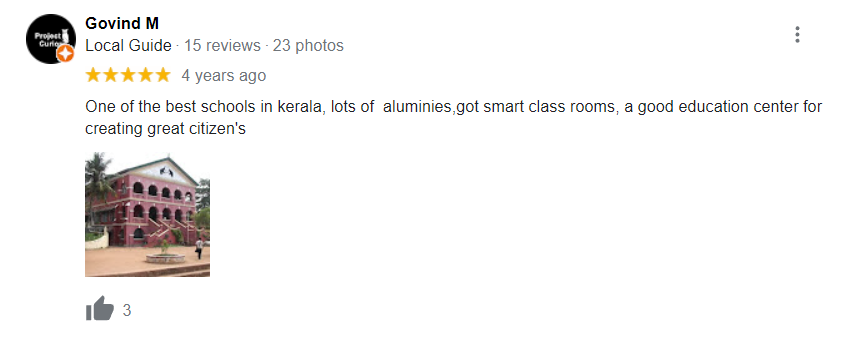 Govind M
Project
Local Guide · 15 reviews · 23 photos
4 years ago
One of the best schools in kerala, lots of  aluminies,got smart class rooms, a good education center for
creating great citizen's
3